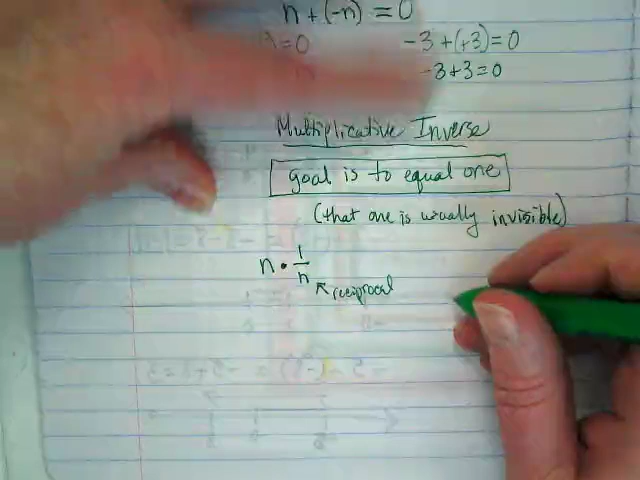 n + (-n) = 0
= 0
-3 + (+3) = 0
-3 + 3 = 0
Multiplicative Inverse
goal is to equal one
(that one is usually invisible)
n • 1/n
↖ reciprocal